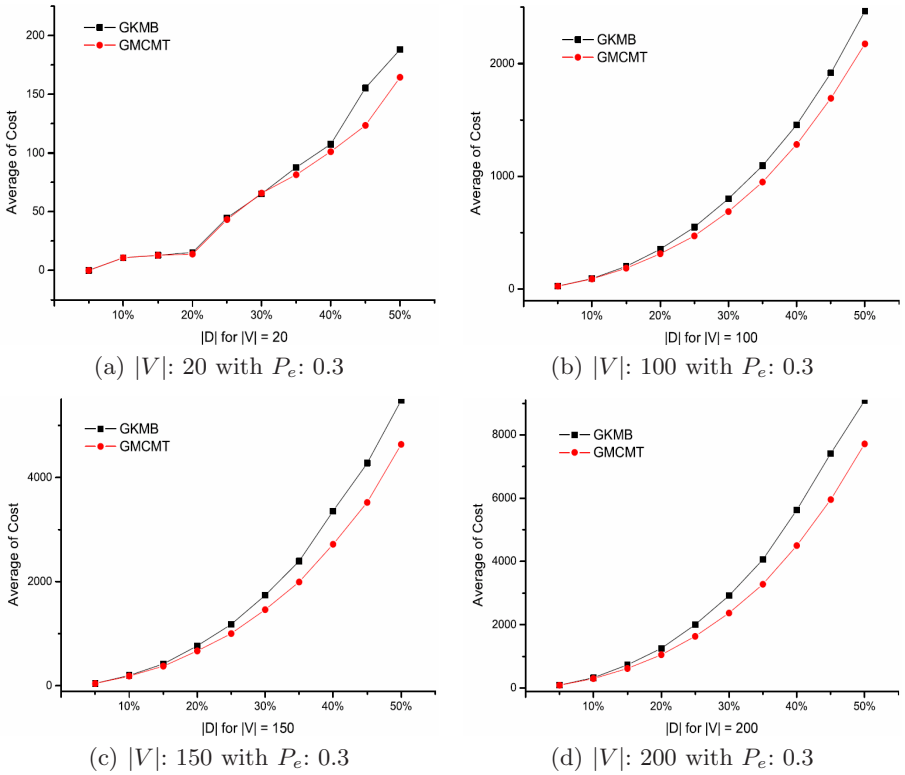 GKMB
GMCMT
200
150
100
50
0
Average of Cost
10% 20% 30% 40% 50%
|D| for |V| = 20
(a) |V|: 20 with P_e: 0.3
GKMB
GMCMT
2000
1000
0
Average of Cost
10% 20% 30% 40% 50%
|D| for |V| = 100
(b) |V|: 100 with P_e: 0.3
GKMB
GMCMT
4000
2000
0
Average of Cost
10% 20% 30% 40% 50%
|D| for |V| = 150
(c) |V|: 150 with P_e: 0.3
GKMB
GMCMT
8000
6000
4000
2000
0
Average of Cost
10% 20% 30% 40% 50%
|D| for |V| = 200
(d) |V|: 200 with P_e: 0.3